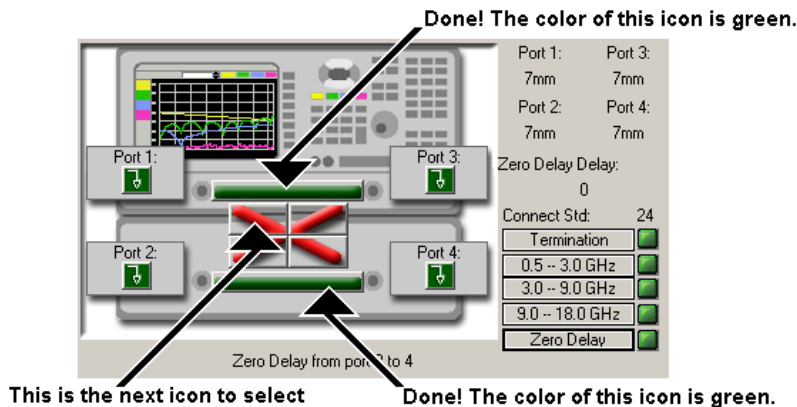 Done! The color of this icon is green.
Port 1: Port 3:
7mm 7mm
Port 2: Port 4:
7mm 7mm
Zero Delay Delay:
0
Connect Std: 24
Termination
0.5 -- 3.0 GHz
3.0 -- 9.0 GHz
9.0 -- 18.0 GHz
Zero Delay
Port 1:
Port 3:
Port 2:
Port 4:
Zero Delay from port to 4
This is the next icon to select
Done! The color of this icon is green.